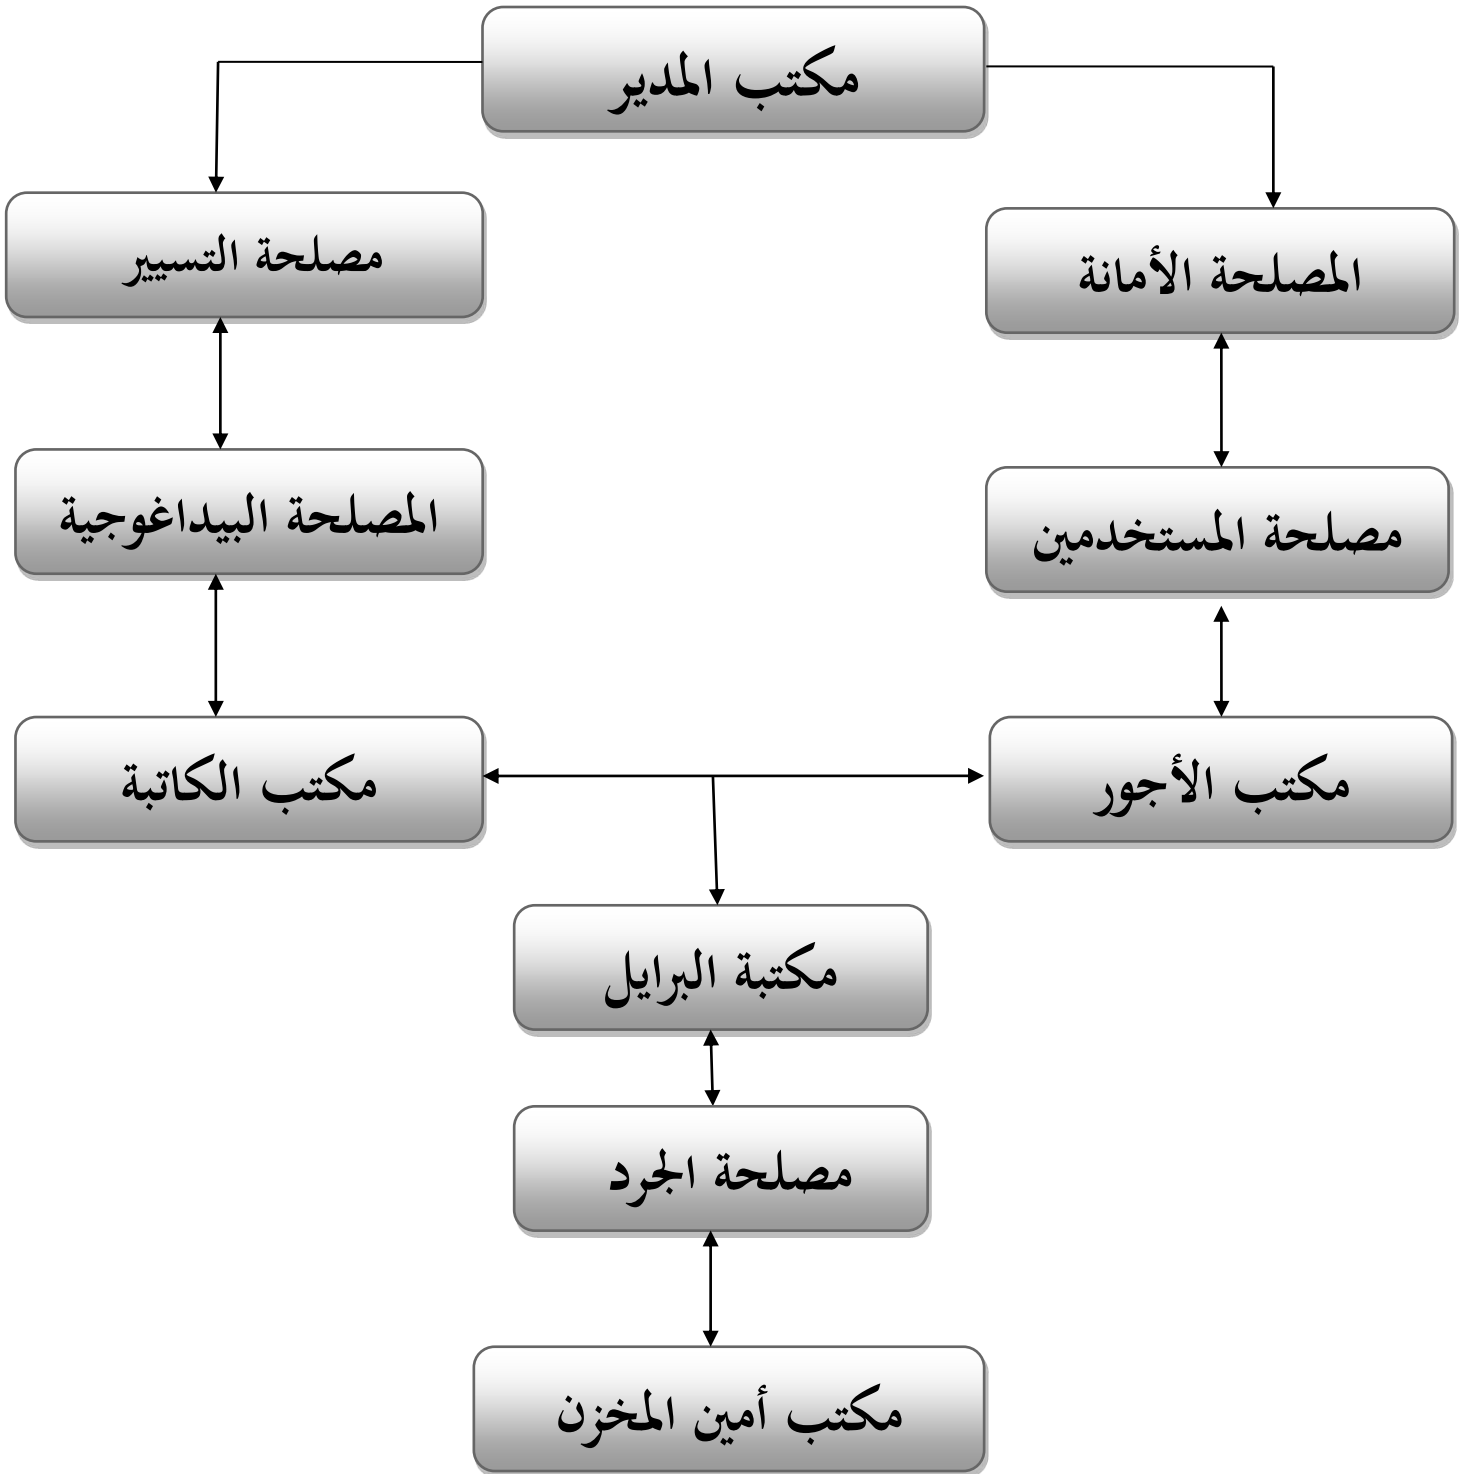 مكتب المدير
المصلحة الأمانة
مصلحة التسيير
مصلحة المستخدمين
المصلحة البيداغوجية
مكتب الأجور
مكتب الكاتبة
مكتبة البرايل
مصلحة الجرد
مكتب أمين المخزن